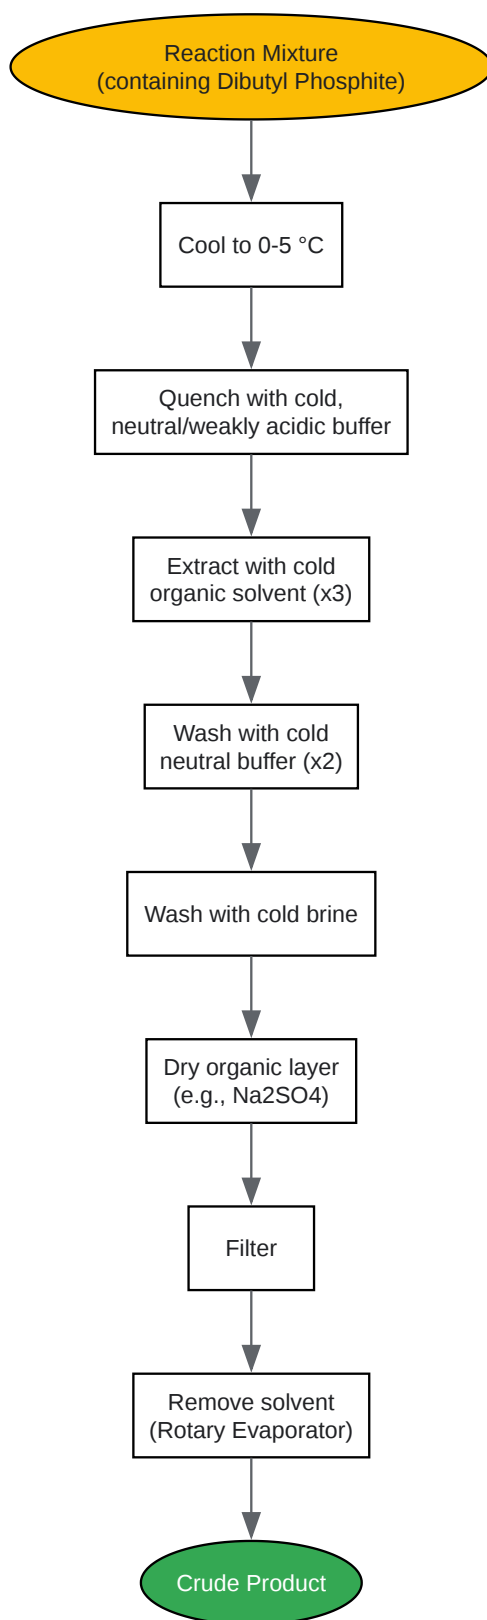 Reaction Mixture
(containing Dibutyl Phosphite)
Cool to 0-5 °C
Quench with cold,
neutral/weakly acidic buffer
Extract with cold
organic solvent (x3)
Wash with cold
neutral buffer (x2)
Wash with cold brine
Dry organic layer
(e.g., Na2SO4)
Filter
Remove solvent
(Rotary Evaporator)
Crude Product